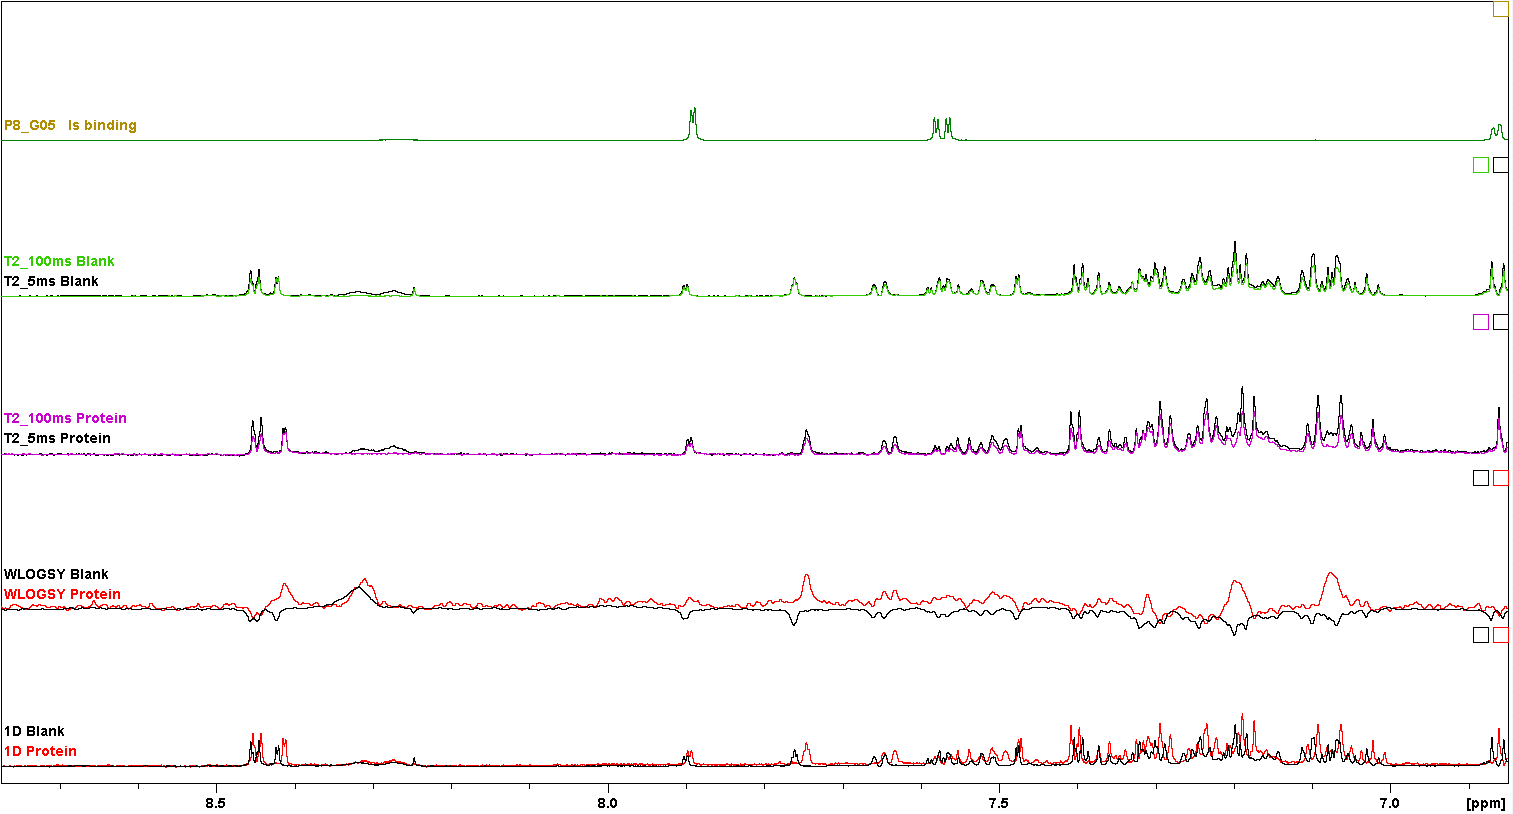 P8_G05 Is binding
T2_100ms Blank
T2_5ms Blank
T2_100ms Protein
T2_5ms Protein
WLOGSY Blank
WLOGSY Protein
1D Blank
1D Protein
8.5 8.0 7.5 7.0 [ppm]